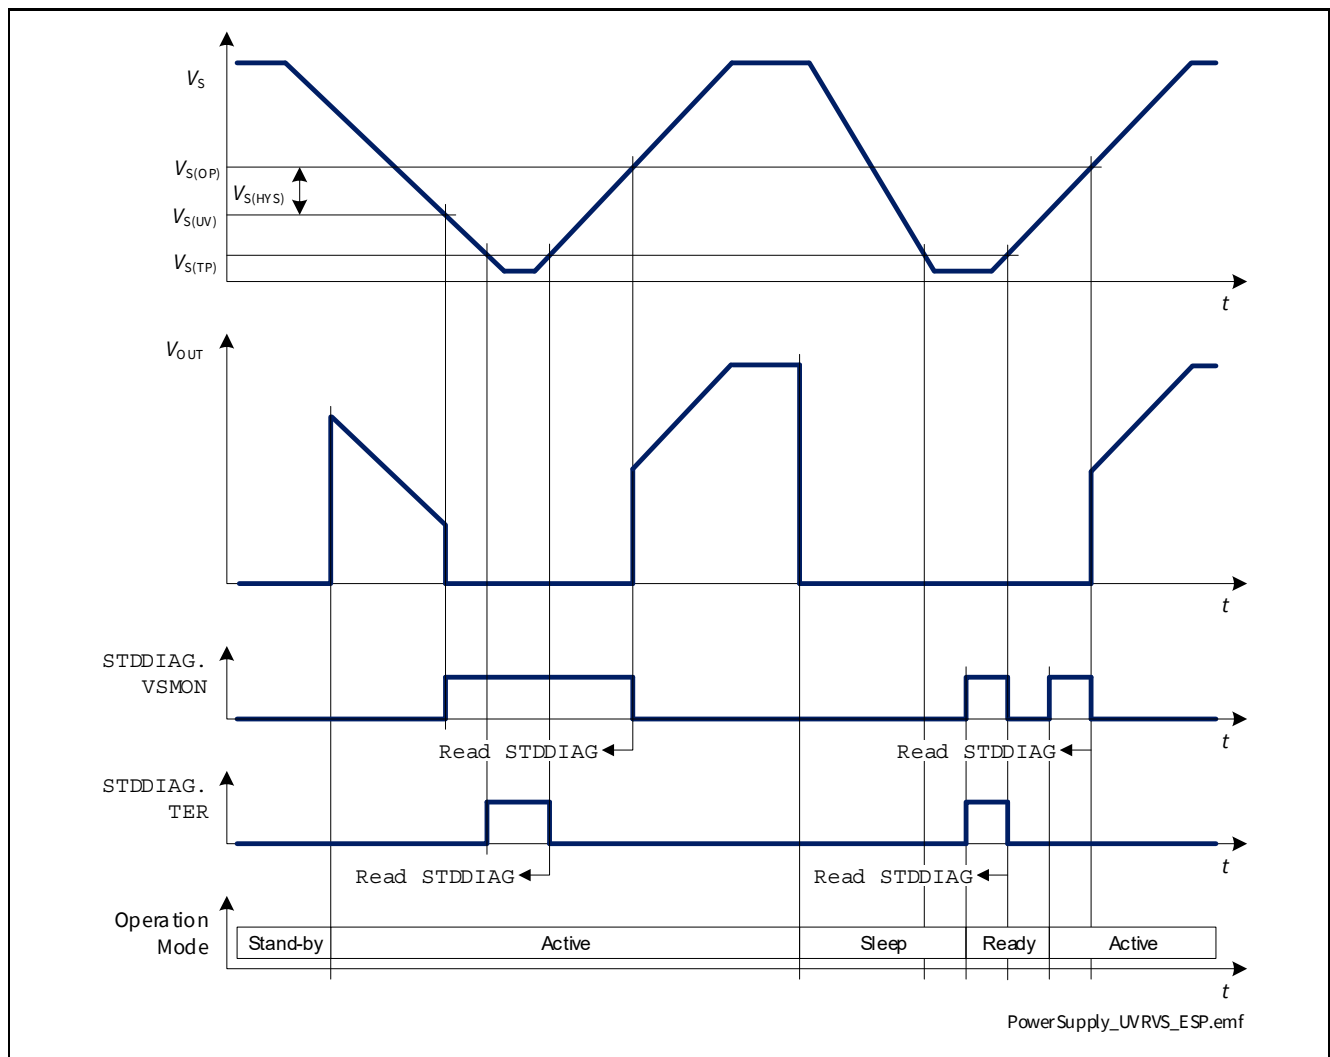 VS
VS(OP)
VS(HYS)
VS(UV)
VS(TP)
t
VOUT
t
STDDIAG.
VSMON
t
Read STDDIAG
Read STDDIAG
STDDIAG.
TER
t
Read STDDIAG
Read STDDIAG
Operation
Mode
Stand-by Active Sleep Ready Active
t
PowerSupply_UVRVS_ESP.emf